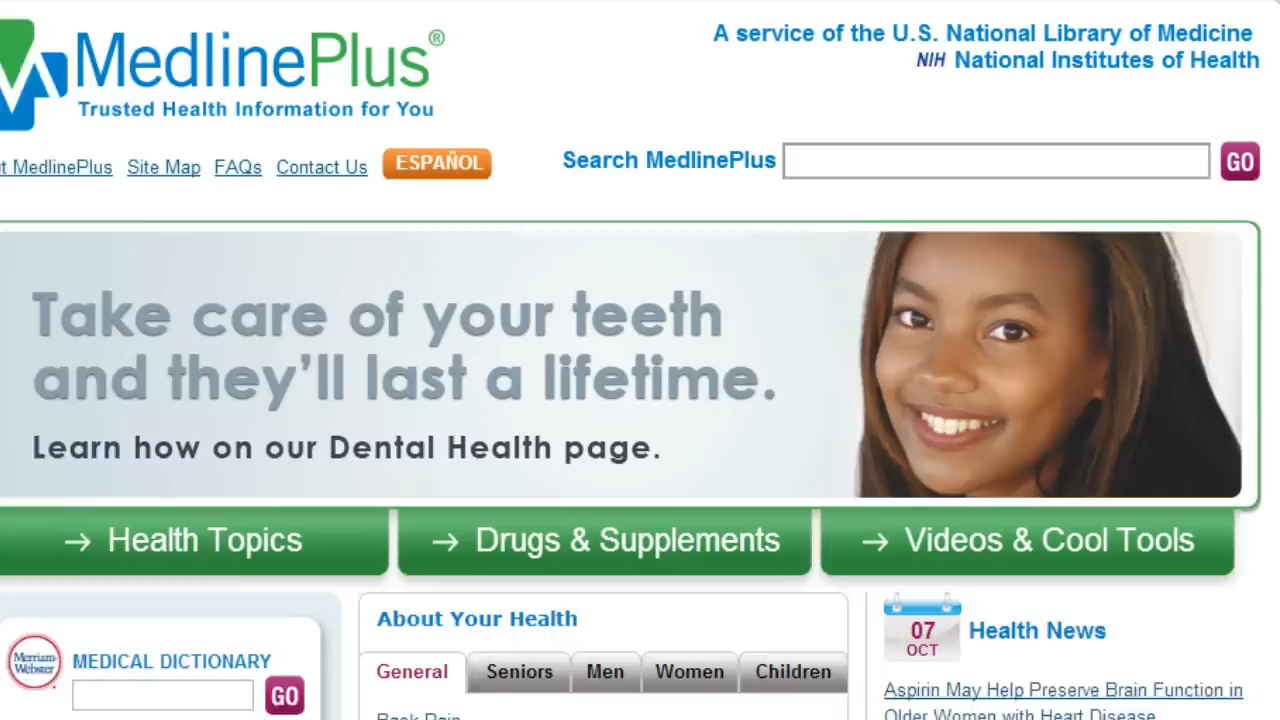 MedlinePlus®
Trusted Health Information for You
A service of the U.S. National Library of Medicine
NIH National Institutes of Health
MedlinePlus Site Map FAQs Contact Us ESPAÑOL
Search MedlinePlus GO
Take care of your teeth
and they'll last a lifetime.
Learn how on our Dental Health page.
→ Health Topics → Drugs & Supplements → Videos & Cool Tools
Merriam-
Webster
MEDICAL DICTIONARY
GO
About Your Health
General Seniors Men Women Children
Back Pain
07
OCT
Health News
Aspirin May Help Preserve Brain Function in
Older Women with Heart Disease